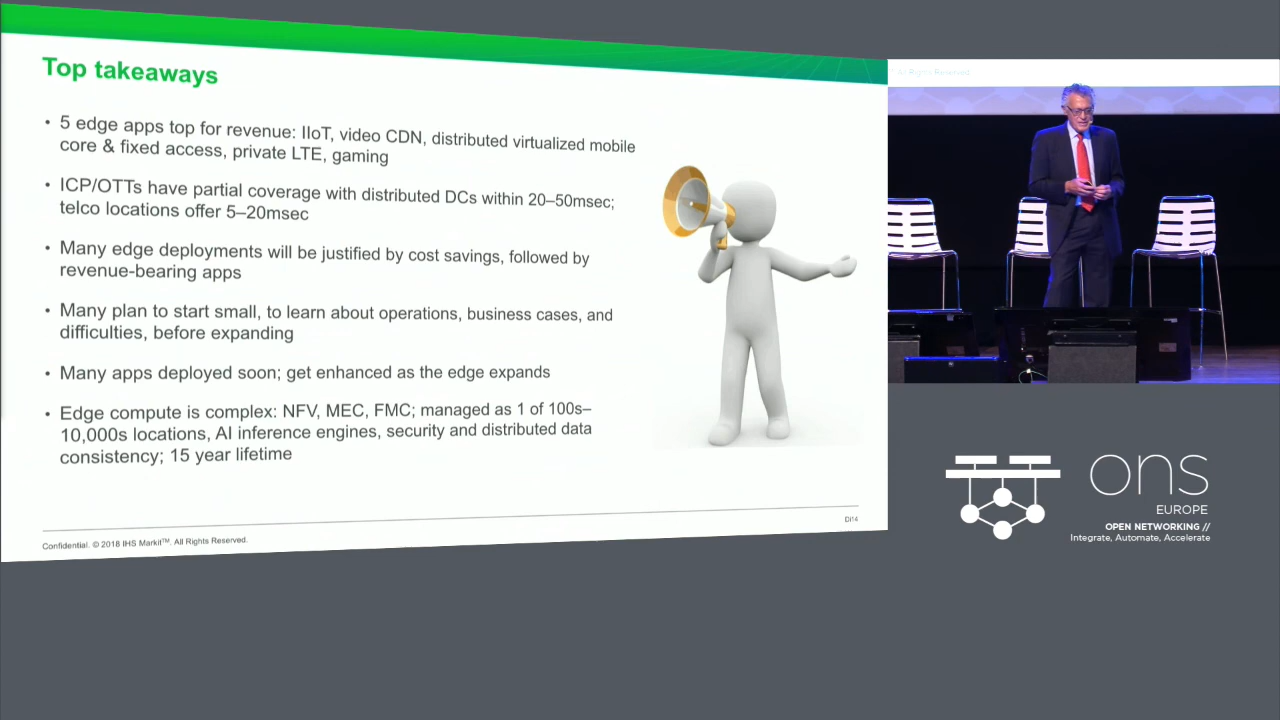 Top takeaways
• 5 edge apps top for revenue: IIoT, video CDN, distributed virtualized mobile
core & fixed access, private LTE, gaming
• ICP/OTTs have partial coverage with distributed DCs within 20–50msec;
telco locations offer 5–20msec
• Many edge deployments will be justified by cost savings, followed by
revenue-bearing apps
• Many plan to start small, to learn about operations, business cases, and
difficulties, before expanding
• Many apps deployed soon; get enhanced as the edge expands
• Edge compute is complex: NFV, MEC, FMC; managed as 1 of 100s–
10,000s locations, AI inference engines, security and distributed data
consistency; 15 year lifetime
Confidential. © 2018 IHS Markit™. All Rights Reserved.
All Rights Reserved.
ons
EUROPE
OPEN NETWORKING //
Integrate, Automate, Accelerate